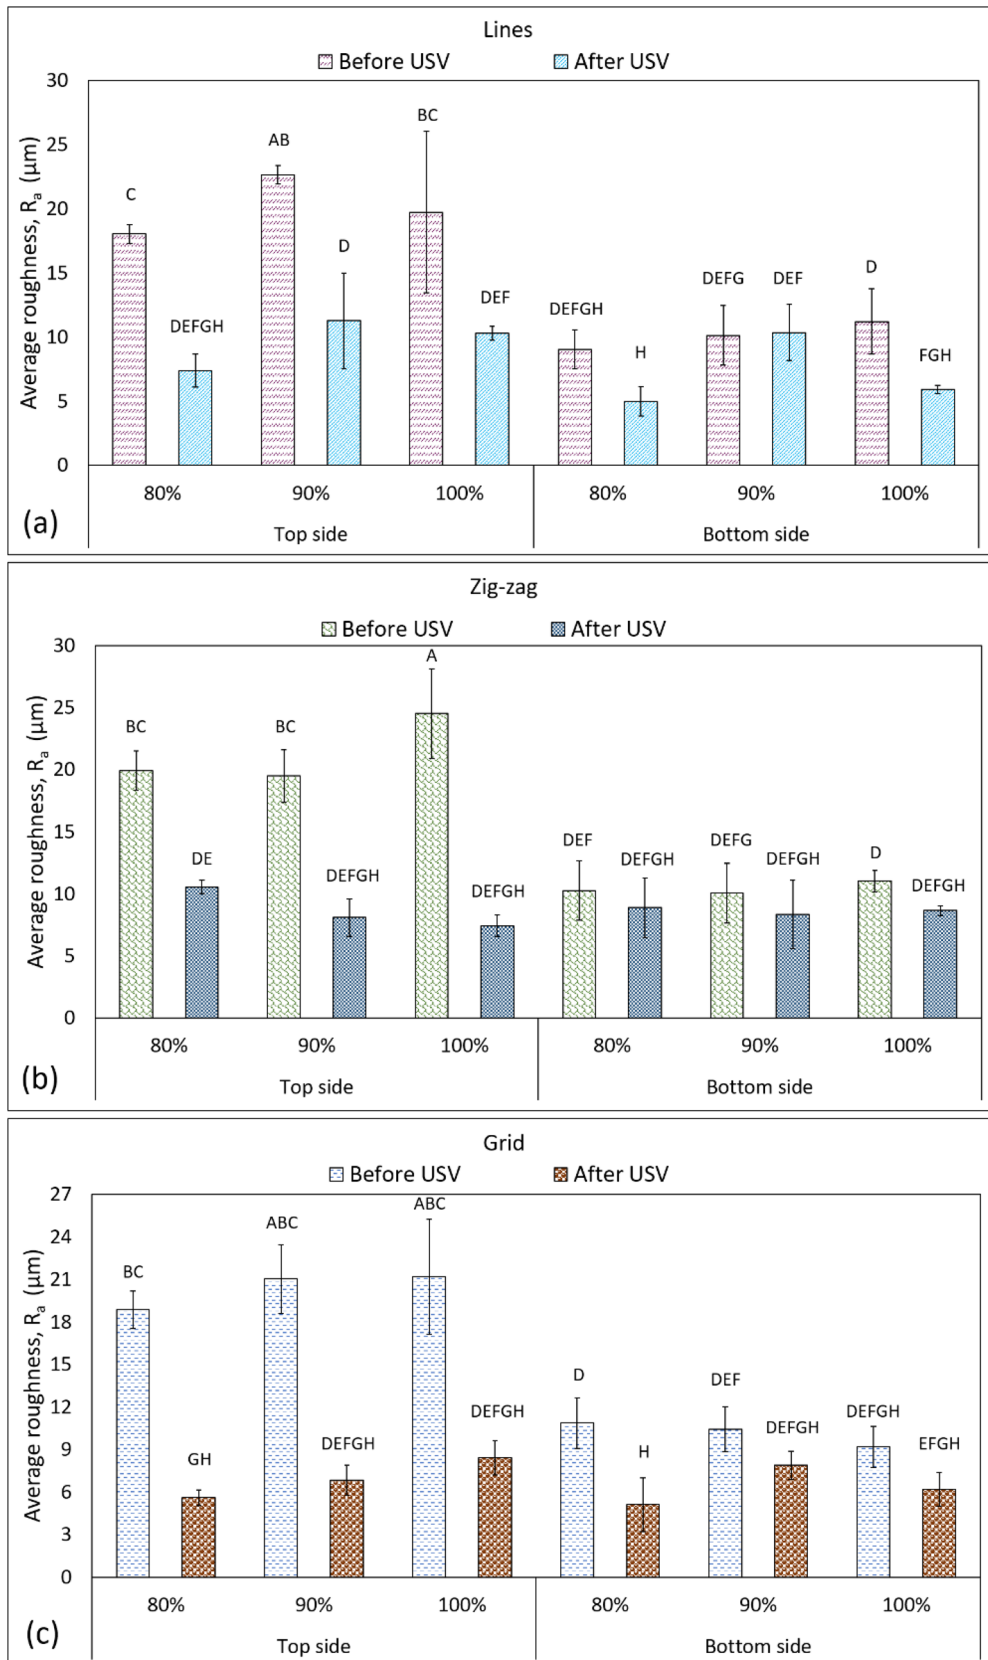 Lines
Before USV After USV
Average roughness, Ra (μm)
30
25
20
15
10
5
0
C
DEFGH
AB
D
BC
DEF
DEFGH
H
DEFG
DEF
D
FGH
80% 90% 100% 80% 90% 100%
Top side Bottom side
(a)
Zig-zag
Before USV After USV
Average roughness, Ra (μm)
30
25
20
15
10
5
0
BC
DE
BC
DEFGH
A
DEFGH
DEF
DEFGH
DEFG
DEFGH
D
DEFGH
80% 90% 100% 80% 90% 100%
Top side Bottom side
(b)
Grid
Before USV After USV
Average roughness, Ra (μm)
27
24
21
18
15
12
9
6
3
0
BC
GH
ABC
DEFGH
ABC
DEFGH
D
H
DEF
DEFGH
DEFGH
EFGH
80% 90% 100% 80% 90% 100%
Top side Bottom side
(c)